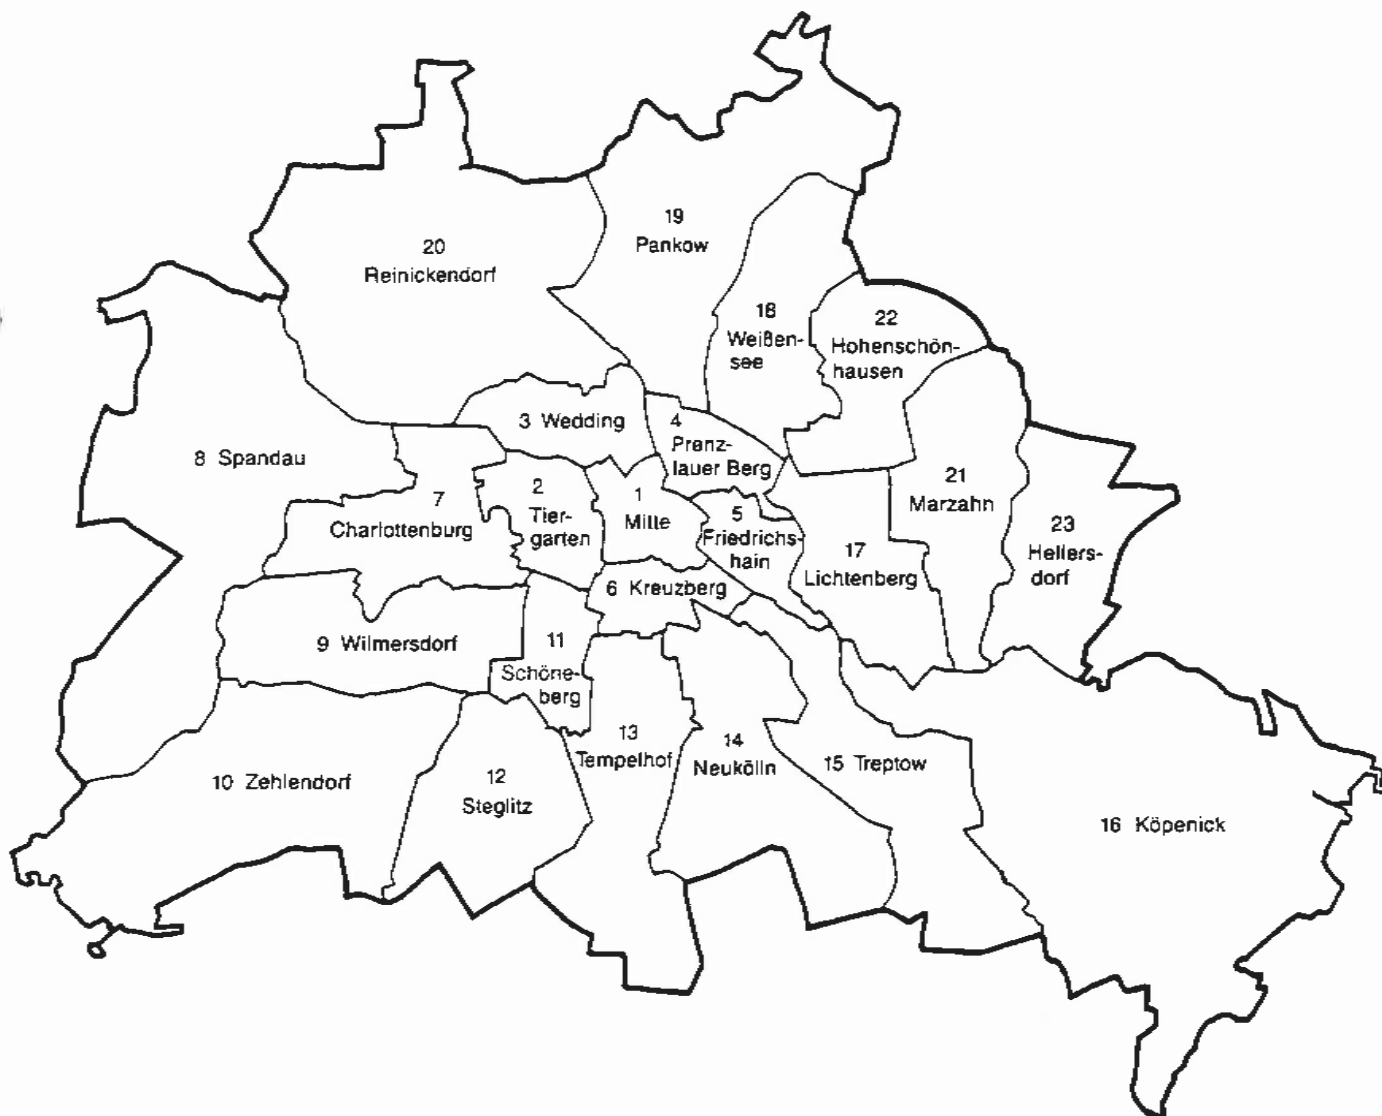 19
Pankow
20
Reinickendorf
18
Weißen-
see
22
Hohenschön-
hausen
3 Wedding
4
Prenz-
lauer Berg
8 Spandau
7
Charlottenburg
2
Tier-
garten
1
Mitte
5
Friedrichs-
hain
21
Marzahn
23
Hellers-
dorf
17
Lichtenberg
6 Kreuzberg
9 Wilmersdorf
11
Schöne-
berg
13
Tempelhof
14
Neukölln
15 Treptow
10 Zehlendorf
12
Steglitz
16 Köpenick